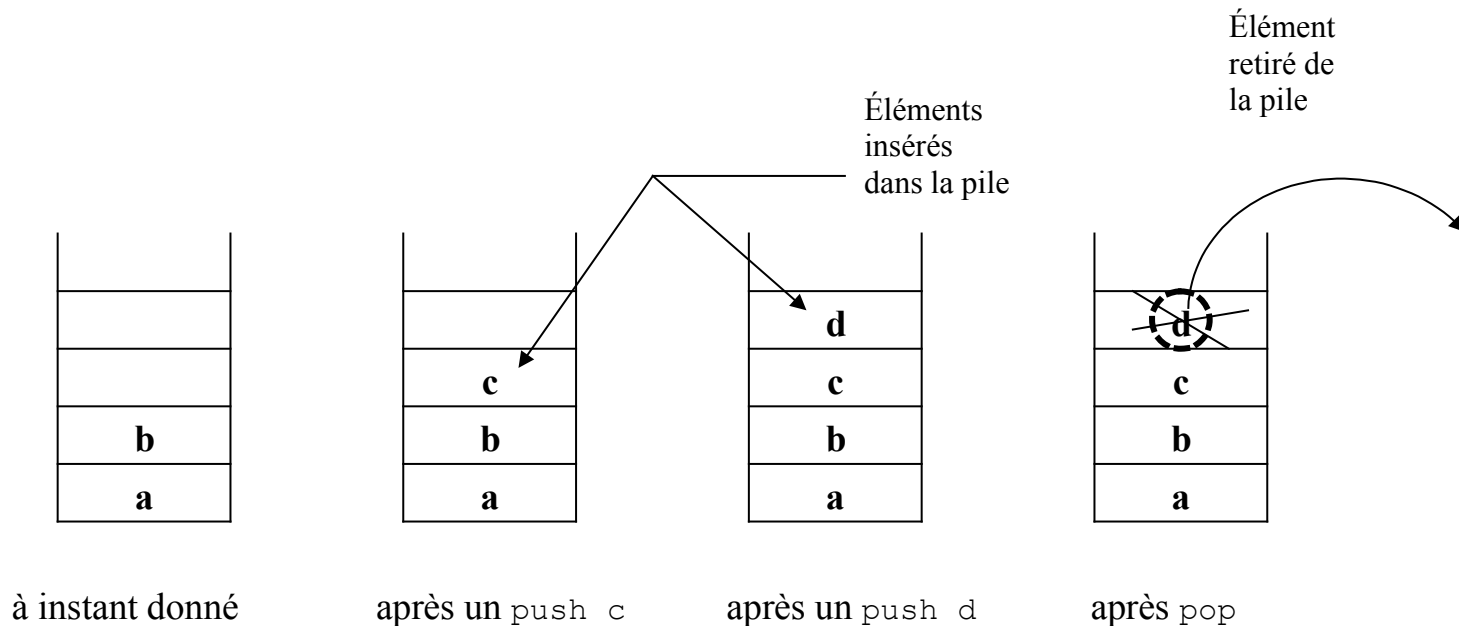 Élément
retiré de
la pile
Éléments
insérés
dans la pile
d
d
c
c
c
b
b
b
b
a
a
a
a
à instant donné
après un push c
après un push d
après pop